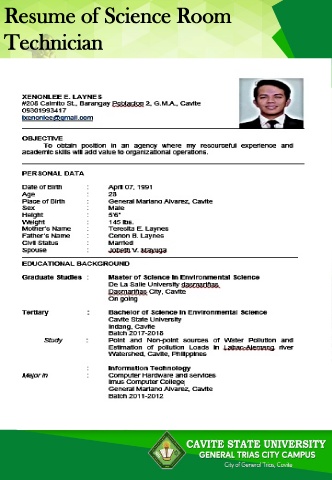 Resume of Science Room
Technician
XENONLEE E. LAYNES
#208 Calmito St., Barangay Poblacion 2, G.M.A., Cavite
09301993417
lxenonlee@gmail.com
OBJECTIVE
To obtain position in an agency where my resourceful experience and
academic skills will add value to organizational operations.
PERSONAL DATA
Date of Birth : April 07, 1991
Age : 28
Place of Birth : General Mariano Alvarez, Cavite
Sex : Male
Height : 5'6"
Weight : 145 lbs.
Mother's Name : Teresita E. Laynes
Father's Name : Cenon B. Laynes
Civil Status : Married
Spouse : Jobeth V. Mayuga
EDUCATIONAL BACKGROUND
Graduate Studies : Master of Science in Environmental Science
De La Salle University dasmariñas,
Dasmariñas City, Cavite
On going
Tertiary : Bachelor of Science in Environmental Science
Cavite State University
Indang, Cavite
Batch 2017-2018
Study : Point and Non-point sources of Water Pollution and
Estimation of pollution Loads in Labac-Alemang river
Watershed, Cavite, Philippines
: Information Technology
Major in : Computer Hardware and services
Imus Computer College
General Mariano Alvarez, Cavite
Batch 2011-2012
CAVITE STATE UNIVERSITY
GENERAL TRIAS CITY CAMPUS
City of General Trias, Cavite